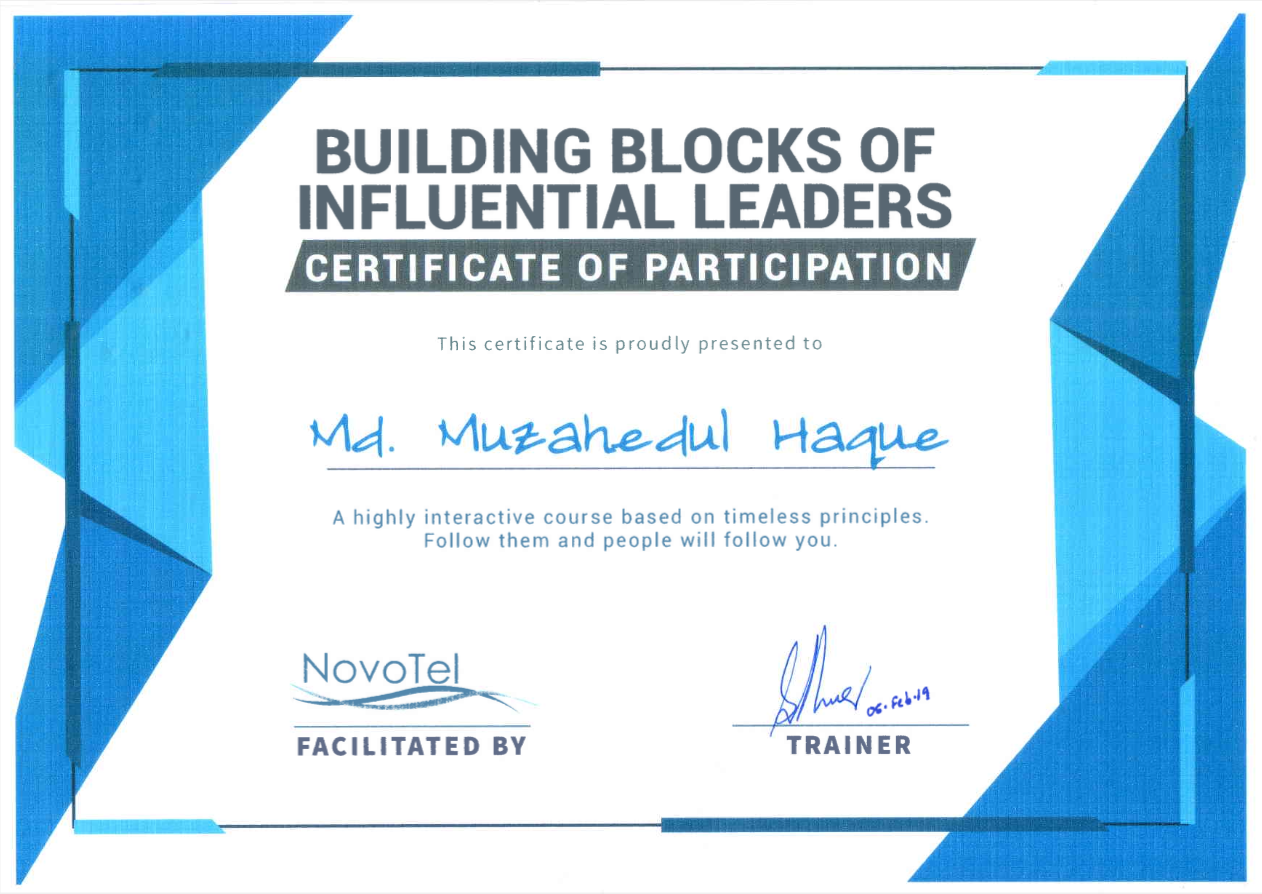 BUILDING BLOCKS OF
INFLUENTIAL LEADERS
CERTIFICATE OF PARTICIPATION
This certificate is proudly presented to
Md. Muzahedul Haque
A highly interactive course based on timeless principles.
Follow them and people will follow you.
NovoTel
06·Feb·19
FACILITATED BY
TRAINER